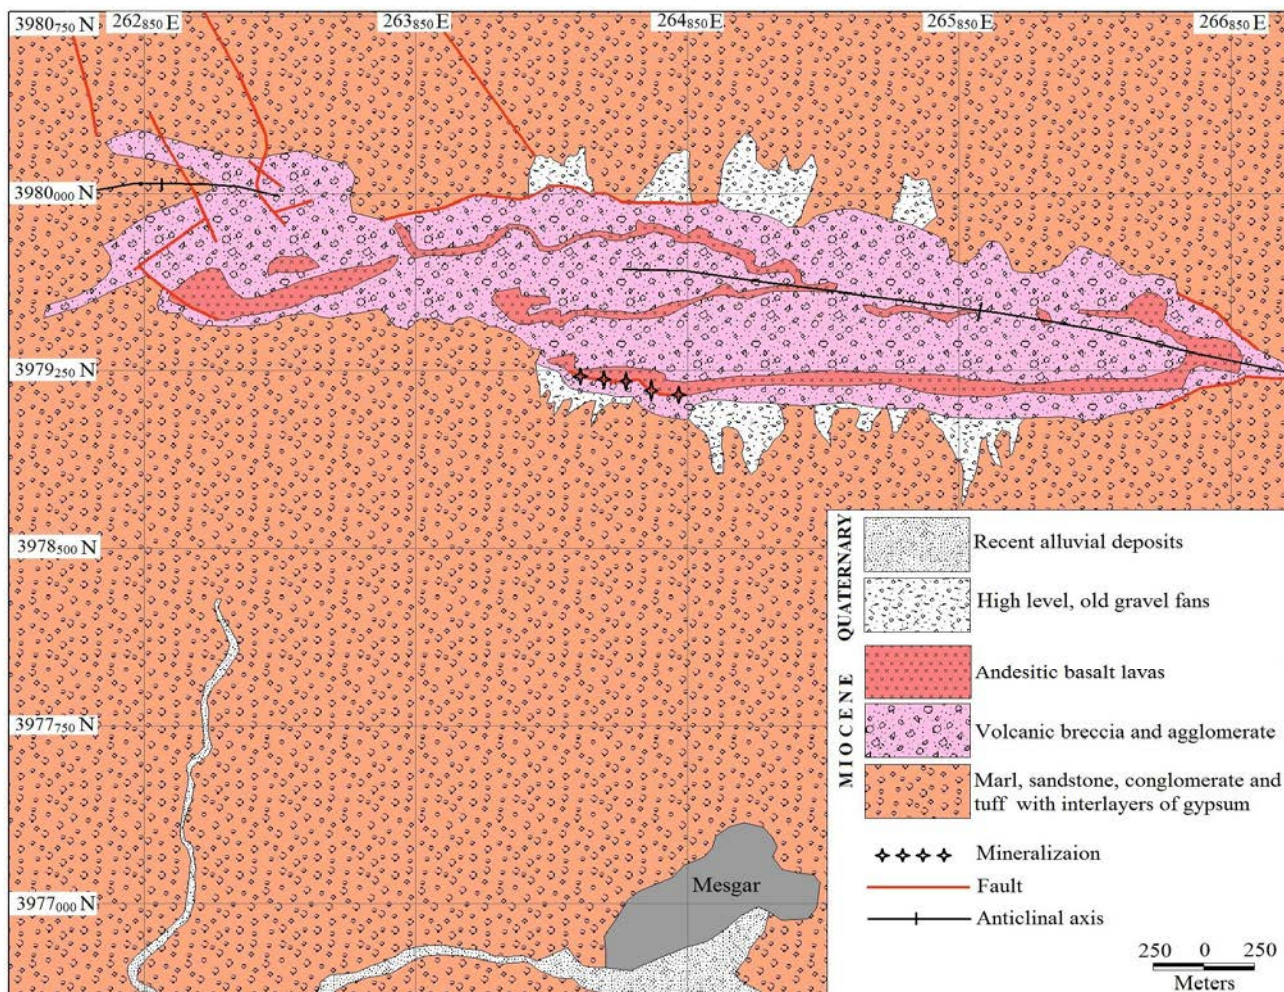 3980750 N
262850 E
263850 E
264850 E
265850 E
266850 E
3980000 N
3979250 N
3978500 N
3977750 N
3977000 N
Mesgar
QUATERNARY
Recent alluvial deposits
High level, old gravel fans
MIOCENE
Andesitic basalt lavas
Volcanic breccia and agglomerate
Marl, sandstone, conglomerate and
tuff with interlayers of gypsum
Mineralizaion
Fault
Anticlinal axis
250 0 250
Meters